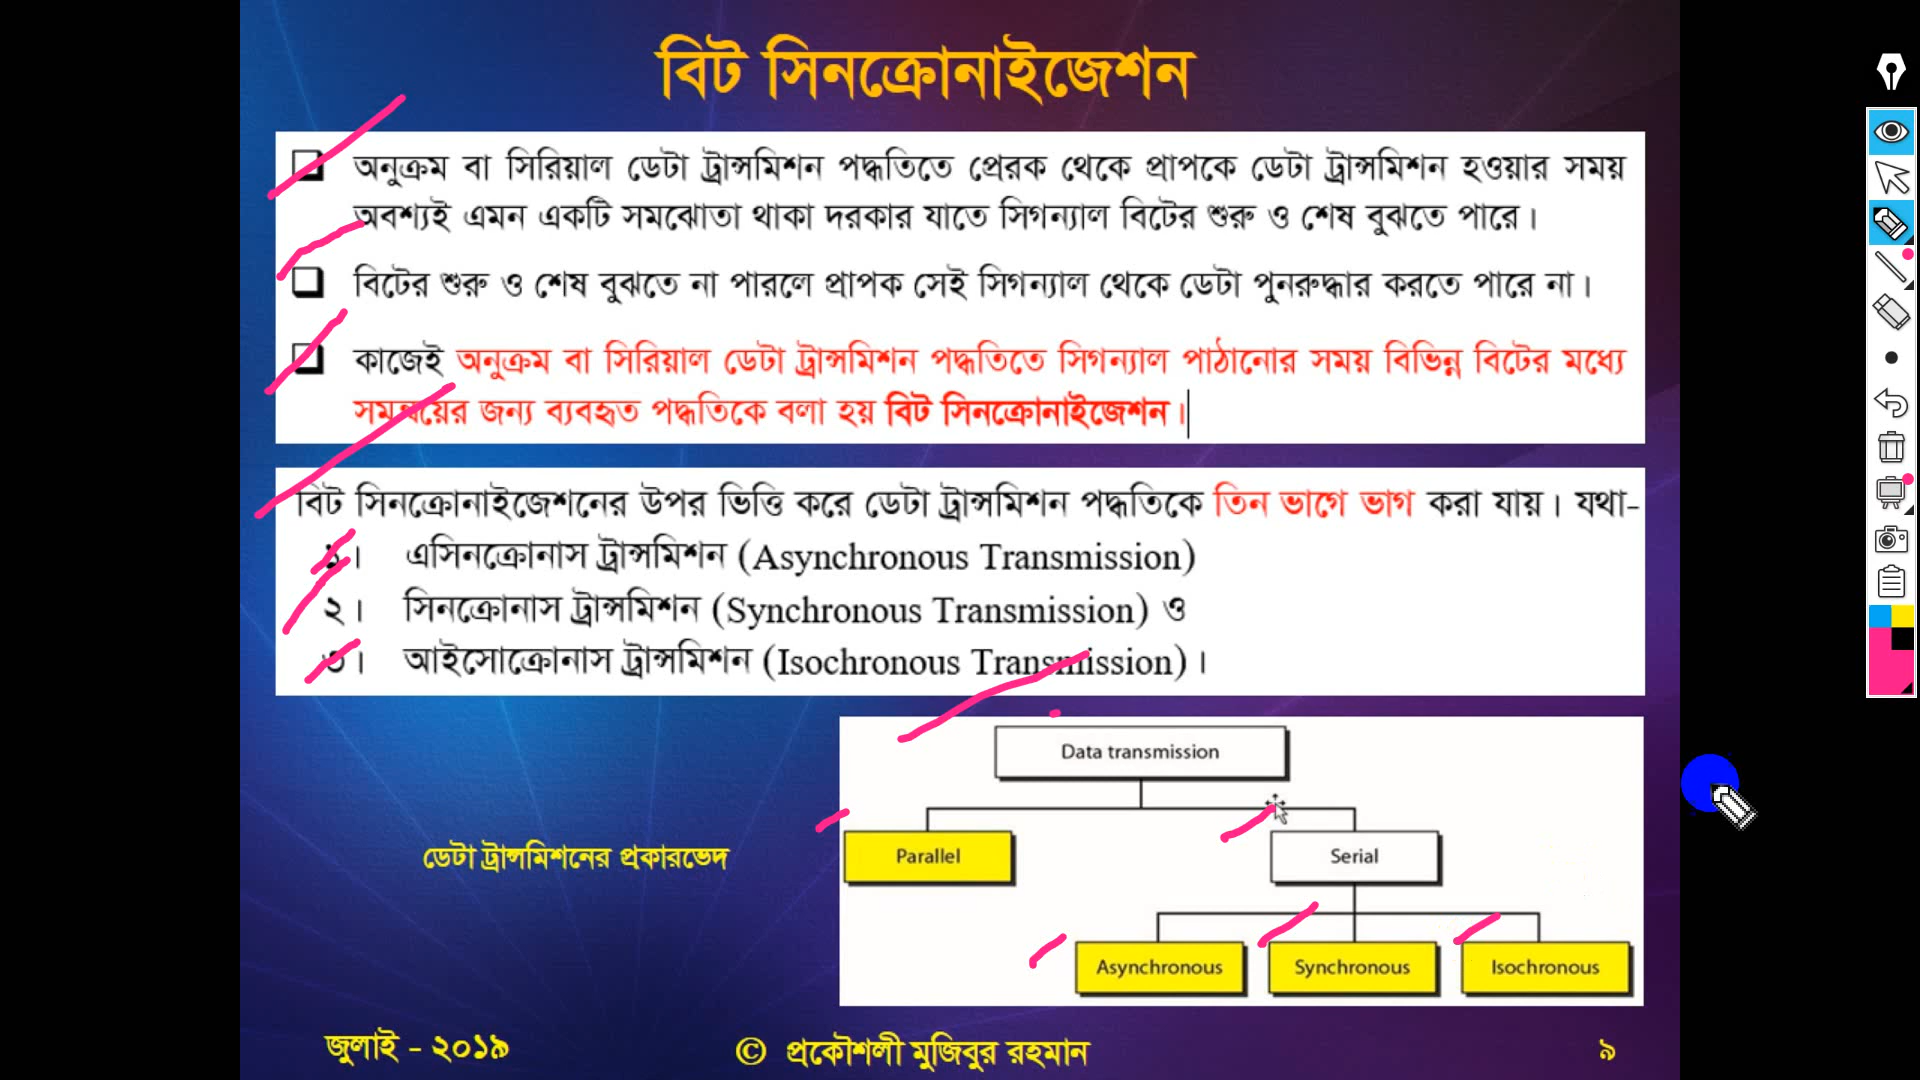 বিট সিনক্রোনাইজেশন
অনুক্রম বা সিরিয়াল ডেটা ট্রান্সমিশন পদ্ধতিতে প্রেরক থেকে প্রাপকে ডেটা ট্রান্সমিশন হওয়ার সময়
অবশ্যই এমন একটি সমঝোতা থাকা দরকার যাতে সিগন্যাল বিটের শুরু ও শেষ বুঝতে পারে।
বিটের শুরু ও শেষ বুঝতে না পারলে প্রাপক সেই সিগন্যাল থেকে ডেটা পুনরুদ্ধার করতে পারে না।
কাজেই অনুক্রম বা সিরিয়াল ডেটা ট্রান্সমিশন পদ্ধতিতে সিগন্যাল পাঠানোর সময় বিভিন্ন বিটের মধ্যে
সমন্বয়ের জন্য ব্যবহৃত পদ্ধতিকে বলা হয় বিট সিনক্রোনাইজেশন।
বিট সিনক্রোনাইজেশনের উপর ভিত্তি করে ডেটা ট্রান্সমিশন পদ্ধতিকে তিন ভাগে ভাগ করা যায়। যথা-
১। এসিনক্রোনাস ট্রান্সমিশন (Asynchronous Transmission)
২। সিনক্রোনাস ট্রান্সমিশন (Synchronous Transmission) ও
৩। আইসোক্রোনাস ট্রান্সমিশন (Isochronous Transmission)।
Data transmission
Parallel
Serial
ডেটা ট্রান্সমিশনের প্রকারভেদ
Asynchronous
Synchronous
Isochronous
জুলাই - ২০১৯
© প্রকৌশলী মুজিবুর রহমান
৯